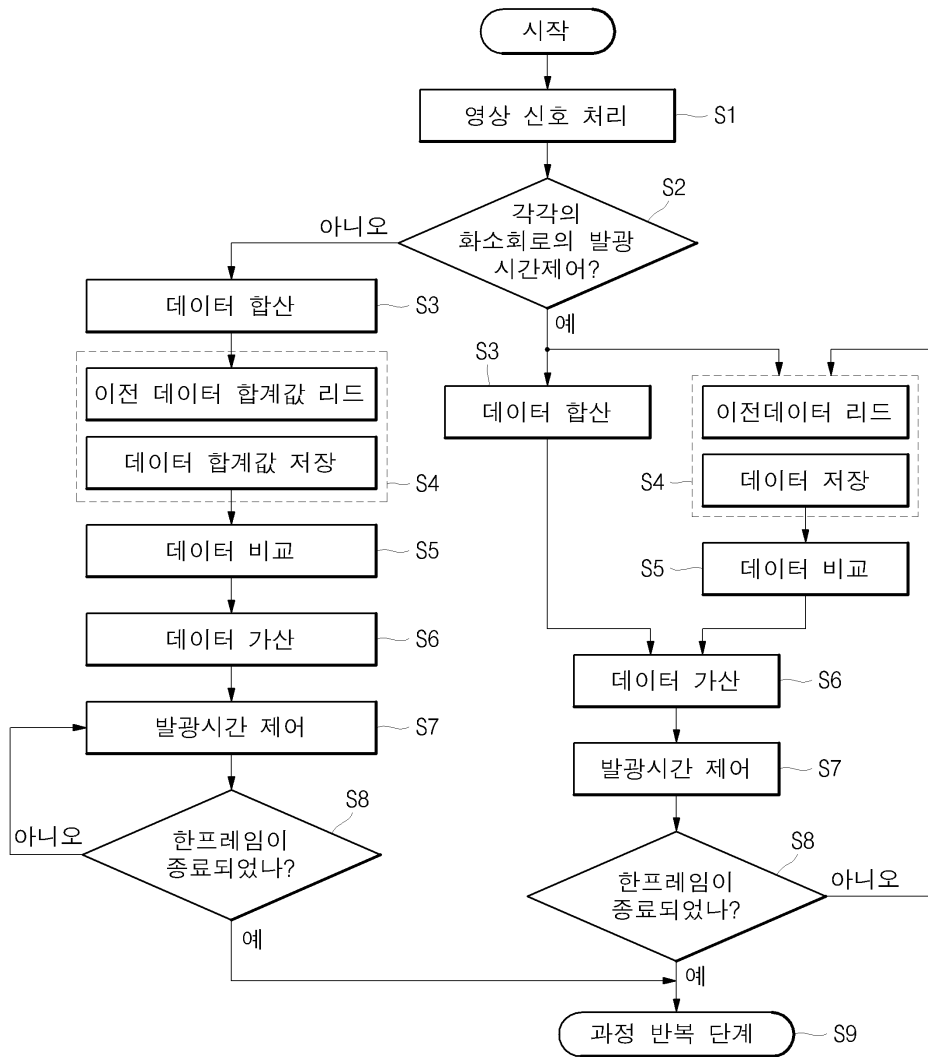 시작
영상 신호 처리
S1
S2
각각의
화소회로의 발광
시간제어?
아니오
예
데이터 합산
S3
이전 데이터 합계값 리드
데이터 합계값 저장
S4
데이터 비교
S5
데이터 가산
S6
발광시간 제어
S7
S8
한프레임이
종료되었나?
아니오
예
S3
데이터 합산
이전데이터 리드
데이터 저장
S4
데이터 비교
S5
데이터 가산
S6
발광시간 제어
S7
S8
한프레임이
종료되었나?
아니오
예
과정 반복 단계
S9